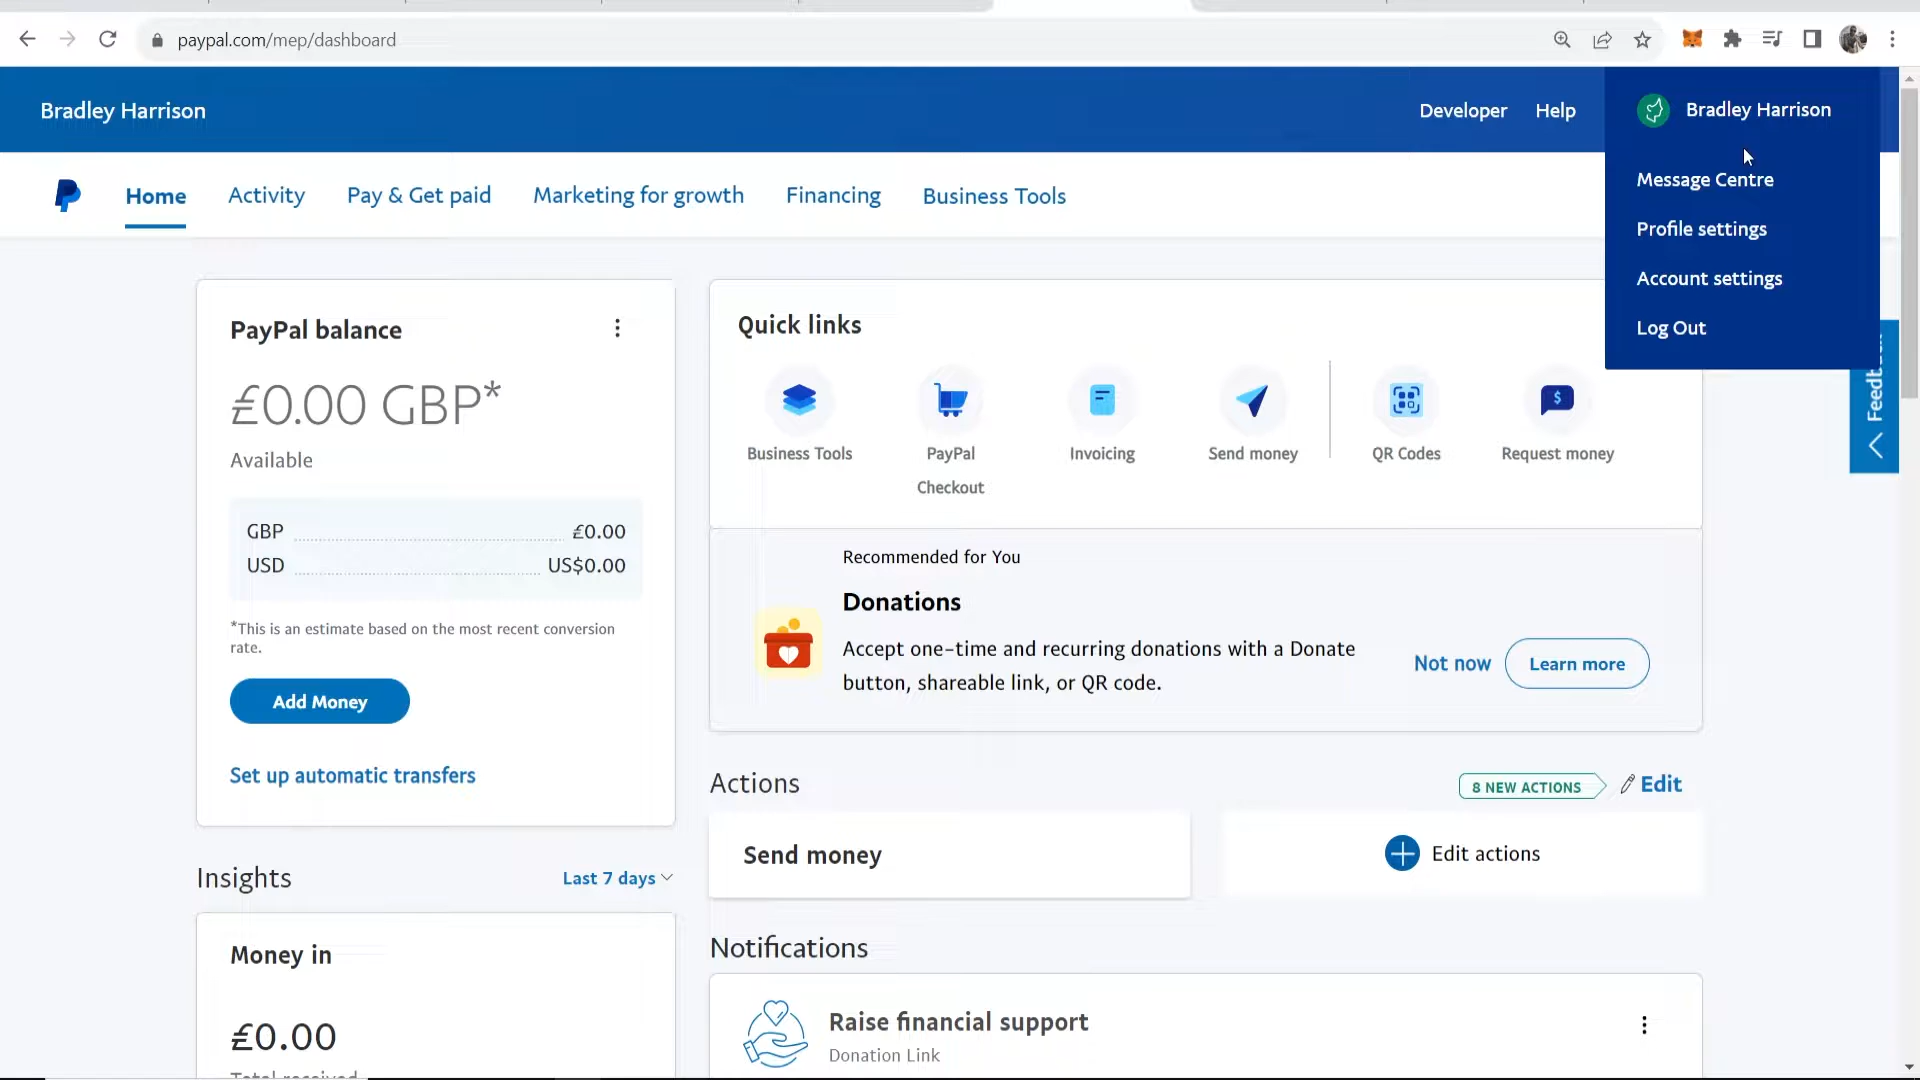 paypal.com/mep/dashboard
Bradley Harrison
Developer
Help
Bradley Harrison
Message Centre
Profile settings
Account settings
Log Out
Home
Activity
Pay & Get paid
Marketing for growth
Financing
Business Tools
PayPal balance
£0.00 GBP*
Available
GBP £0.00
USD US$0.00
*This is an estimate based on the most recent conversion
rate.
Add Money
Set up automatic transfers
Quick links
Business Tools
PayPal
Checkout
Invoicing
Send money
QR Codes
Request money
Recommended for You
Donations
Accept one-time and recurring donations with a Donate
button, shareable link, or QR code.
Not now
Learn more
Actions
8 NEW ACTIONS
Edit
Send money
Edit actions
Insights
Last 7 days
Money in
£0.00
Total received
Notifications
Raise financial support
Donation Link